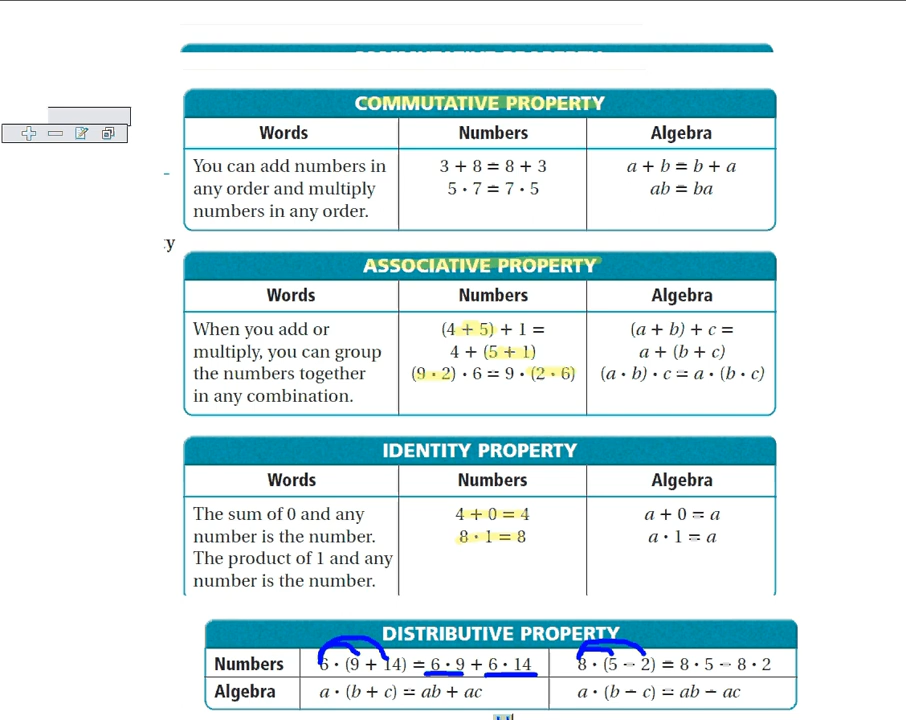 COMMUTATIVE PROPERTY
COMMUTATIVE PROPERTY
Words Numbers Algebra
You can add numbers in 3 + 8 = 8 + 3 a + b = b + a
any order and multiply 5 · 7 = 7 · 5 ab = ba
numbers in any order.
y
ASSOCIATIVE PROPERTY
Words Numbers Algebra
When you add or (4 + 5) + 1 = (a + b) + c =
multiply, you can group 4 + (5 + 1) a + (b + c)
the numbers together (9 · 2) · 6 = 9 · (2 · 6) (a · b) · c = a · (b · c)
in any combination.
IDENTITY PROPERTY
Words Numbers Algebra
The sum of 0 and any 4 + 0 = 4 a + 0 = a
number is the number. 8 · 1 = 8 a · 1 = a
The product of 1 and any
number is the number.
DISTRIBUTIVE PROPERTY
Numbers 6 · (9 + 14) = 6 · 9 + 6 · 14 8 · (5 − 2) = 8 · 5 − 8 · 2
Algebra a · (b + c) = ab + ac a · (b − c) = ab − ac